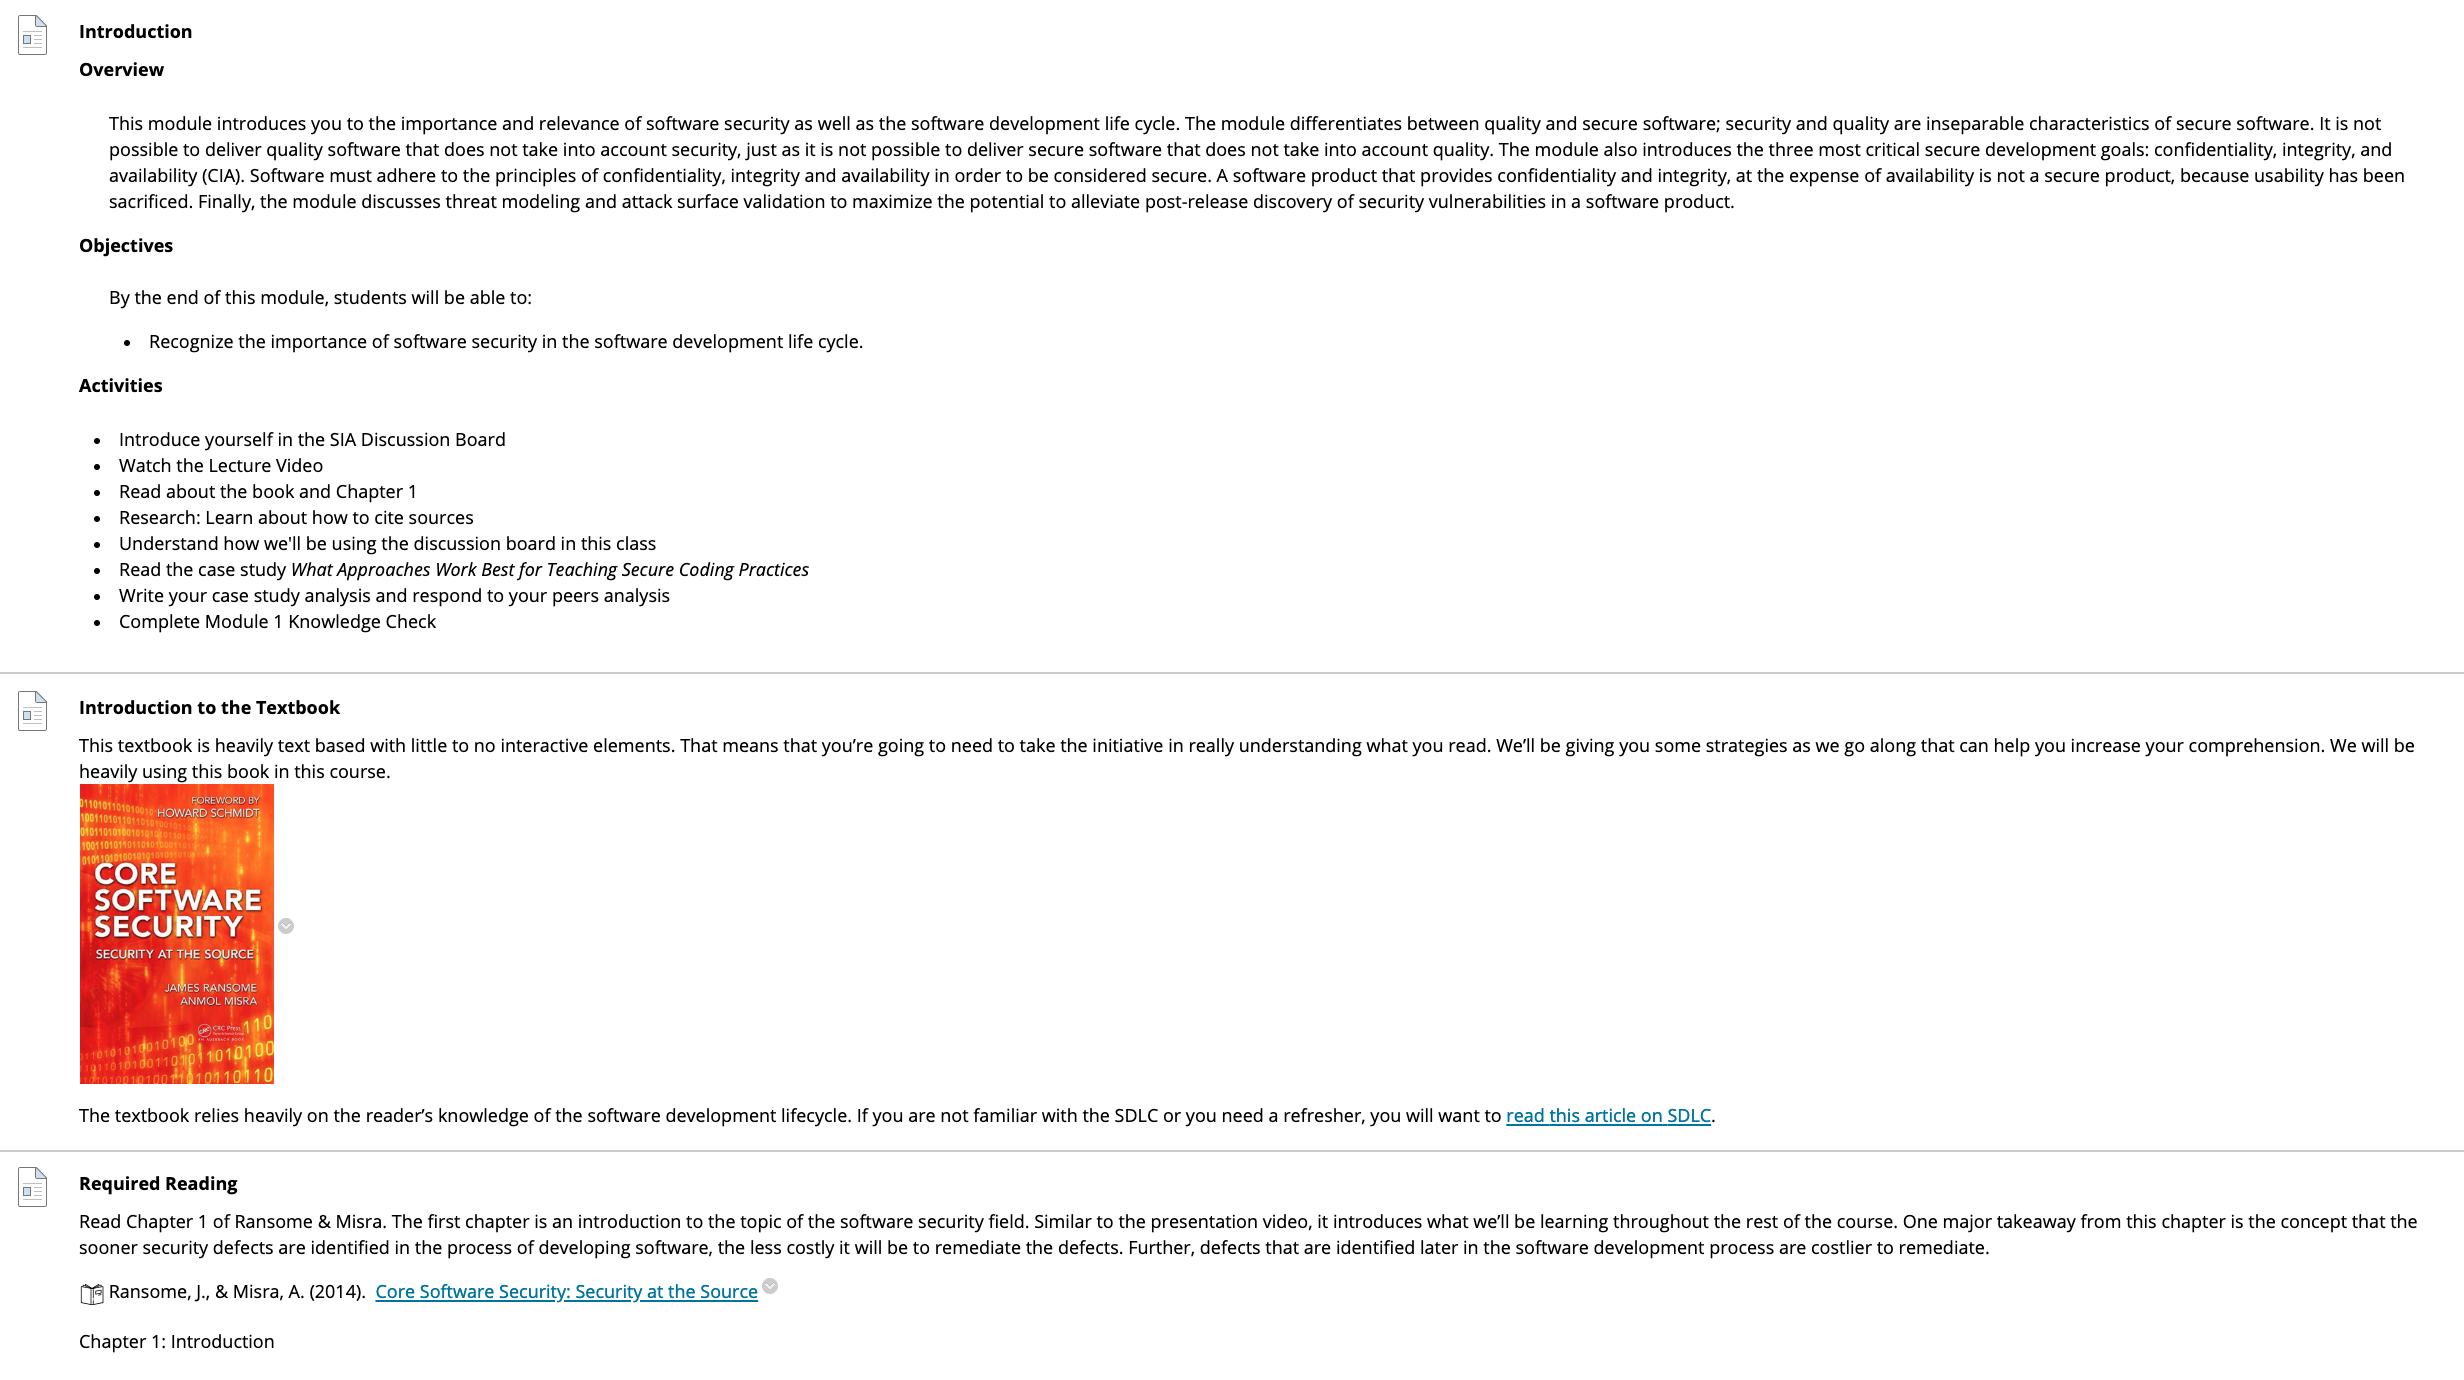 Introduction
Overview
This module introduces you to the importance and relevance of software security as well as the software development life cycle. The module differentiates between quality and secure software; security and quality are inseparable characteristics of secure software. It is not
possible to deliver quality software that does not take into account security, just as it is not possible to deliver secure software that does not take into account quality. The module also introduces the three most critical secure development goals: confidentiality, integrity, and
availability (CIA). Software must adhere to the principles of confidentiality, integrity and availability in order to be considered secure. A software product that provides confidentiality and integrity, at the expense of availability is not a secure product, because usability has been
sacrificed. Finally, the module discusses threat modeling and attack surface validation to maximize the potential to alleviate post-release discovery of security vulnerabilities in a software product.
Objectives
By the end of this module, students will be able to:
• Recognize the importance of software security in the software development life cycle.
Activities
• Introduce yourself in the SIA Discussion Board
• Watch the Lecture Video
• Read about the book and Chapter 1
• Research: Learn about how to cite sources
• Understand how we'll be using the discussion board in this class
• Read the case study What Approaches Work Best for Teaching Secure Coding Practices
• Write your case study analysis and respond to your peers analysis
• Complete Module 1 Knowledge Check
Introduction to the Textbook
This textbook is heavily text based with little to no interactive elements. That means that you’re going to need to take the initiative in really understanding what you read. We’ll be giving you some strategies as we go along that can help you increase your comprehension. We will be
heavily using this book in this course.
FOREWORD BY
HOWARD SCHMIDT
CORE
SOFTWARE
SECURITY
SECURITY AT THE SOURCE
JAMES RANSOME
ANMOL MISRA
CRC Press
The textbook relies heavily on the reader’s knowledge of the software development lifecycle. If you are not familiar with the SDLC or you need a refresher, you will want to read this article on SDLC.
Required Reading
Read Chapter 1 of Ransome & Misra. The first chapter is an introduction to the topic of the software security field. Similar to the presentation video, it introduces what we’ll be learning throughout the rest of the course. One major takeaway from this chapter is the concept that the
sooner security defects are identified in the process of developing software, the less costly it will be to remediate the defects. Further, defects that are identified later in the software development process are costlier to remediate.
Ransome, J., & Misra, A. (2014). Core Software Security: Security at the Source
Chapter 1: Introduction